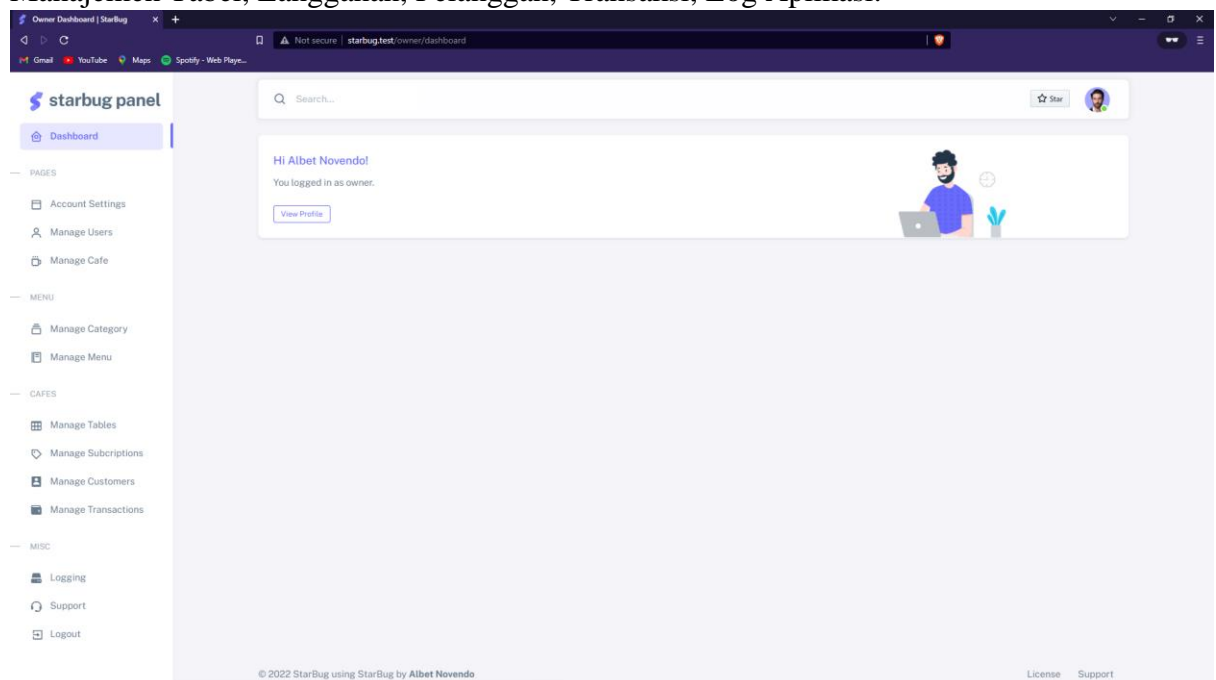 Manajemen Tabel, Langganan, Pelanggan, Transaksi, Log Aplikasi.
Owner Dashboard | StarBug
Not secure | starbug.test/owner/dashboard
Gmail YouTube Maps Spotify - Web Playe...
starbug panel
Search...
Star
Dashboard
Hi Albet Novendo!
You logged in as owner.
View Profile
PAGES
Account Settings
Manage Users
Manage Cafe
MENU
Manage Category
Manage Menu
CAFES
Manage Tables
Manage Subcriptions
Manage Customers
Manage Transactions
MISC
Logging
Support
Logout
© 2022 StarBug using StarBug by Albet Novendo
License Support